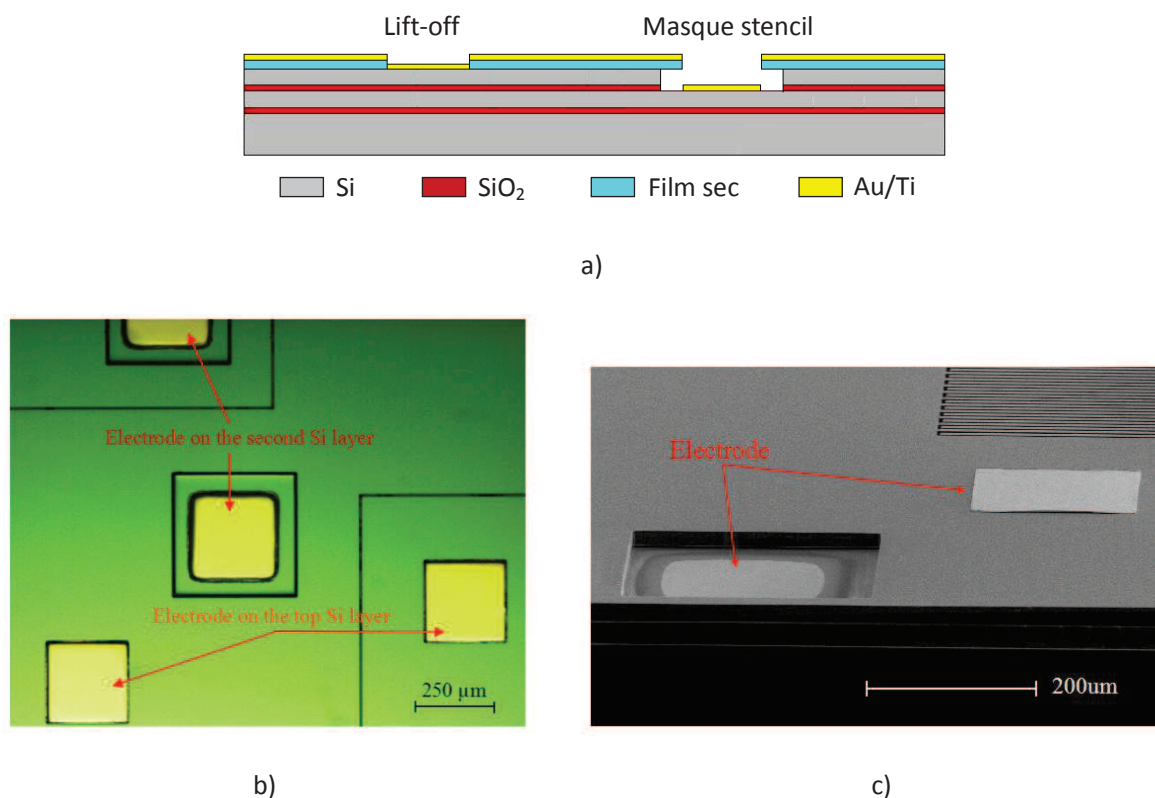 Lift-off Masque stencil
Si SiO₂ Film sec Au/Ti
a)
Electrode on the second Si layer
Electrode on the top Si layer
250 µm
Electrode
200um
b) c)